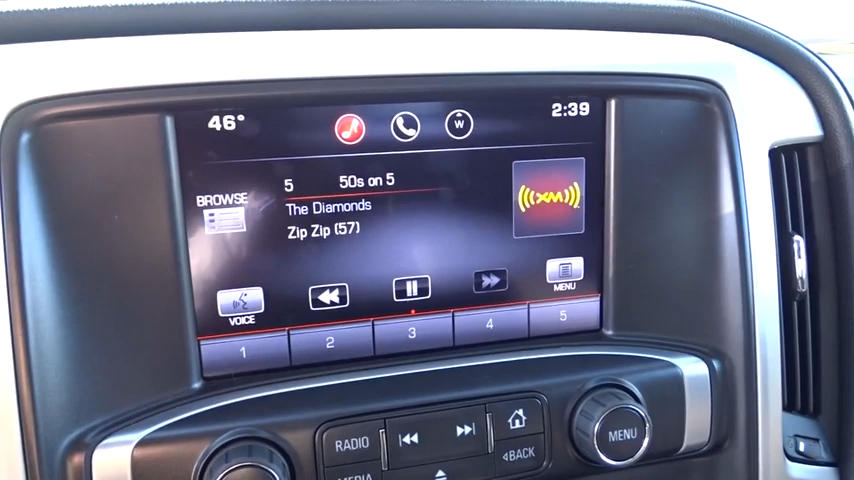 46°
W
2:39
BROWSE
5 50s on 5
The Diamonds
Zip Zip (57)
((XM))
VOICE
MENU
1 2 3 4 5
RADIO
MENU
MEDIA
BACK